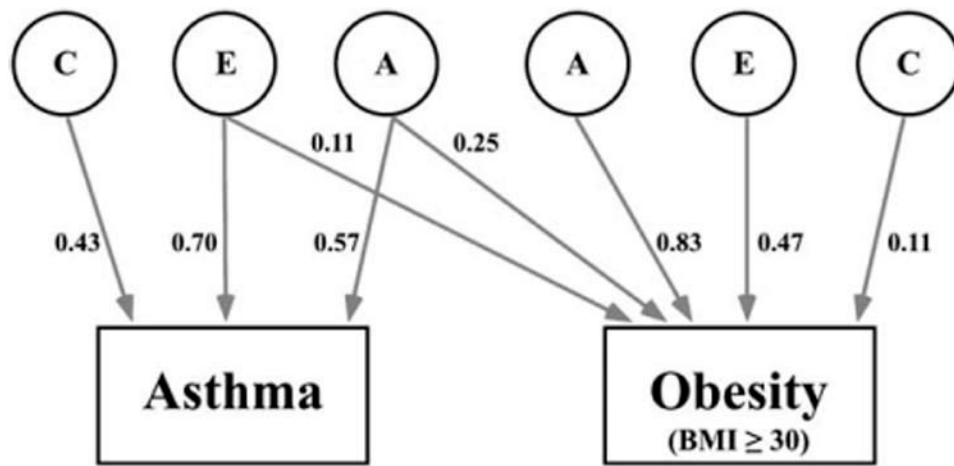 C E A A E C
0.11 0.25
0.43 0.70 0.57 0.83 0.47 0.11
Asthma Obesity
(BMI ≥ 30)